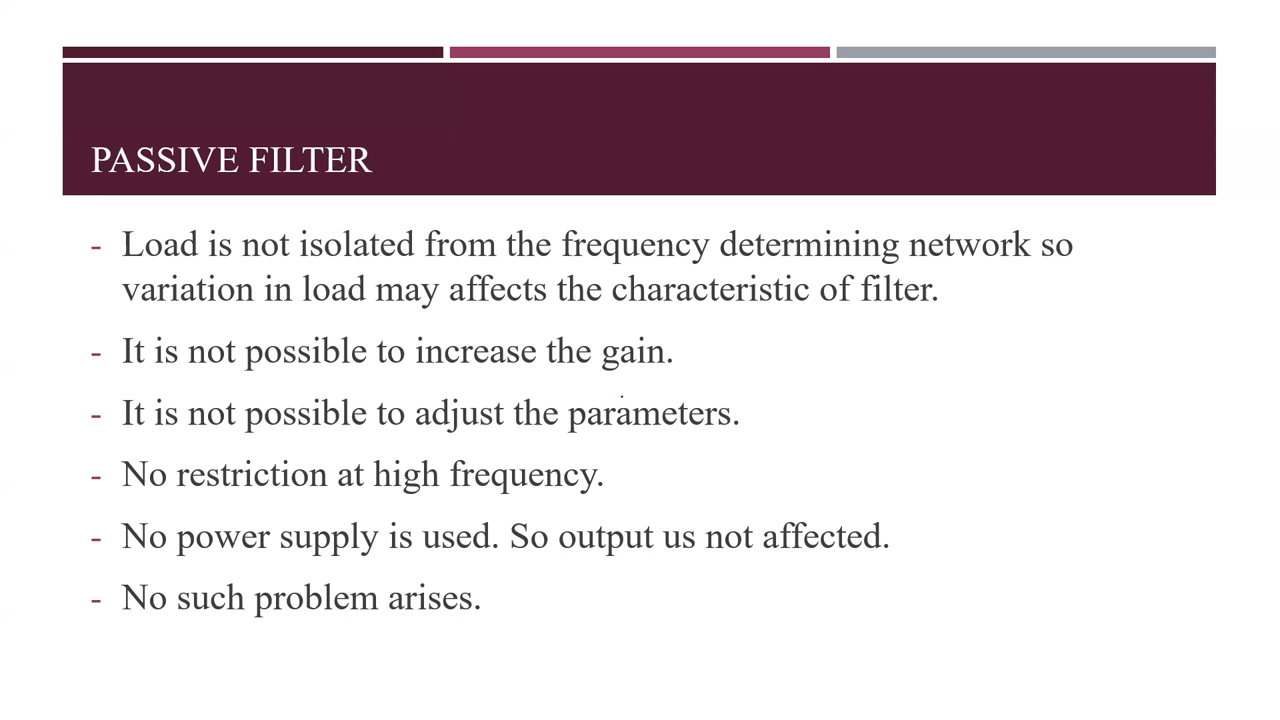 PASSIVE FILTER
- Load is not isolated from the frequency determining network so
variation in load may affects the characteristic of filter.
- It is not possible to increase the gain.
- It is not possible to adjust the parameters.
- No restriction at high frequency.
- No power supply is used. So output us not affected.
- No such problem arises.